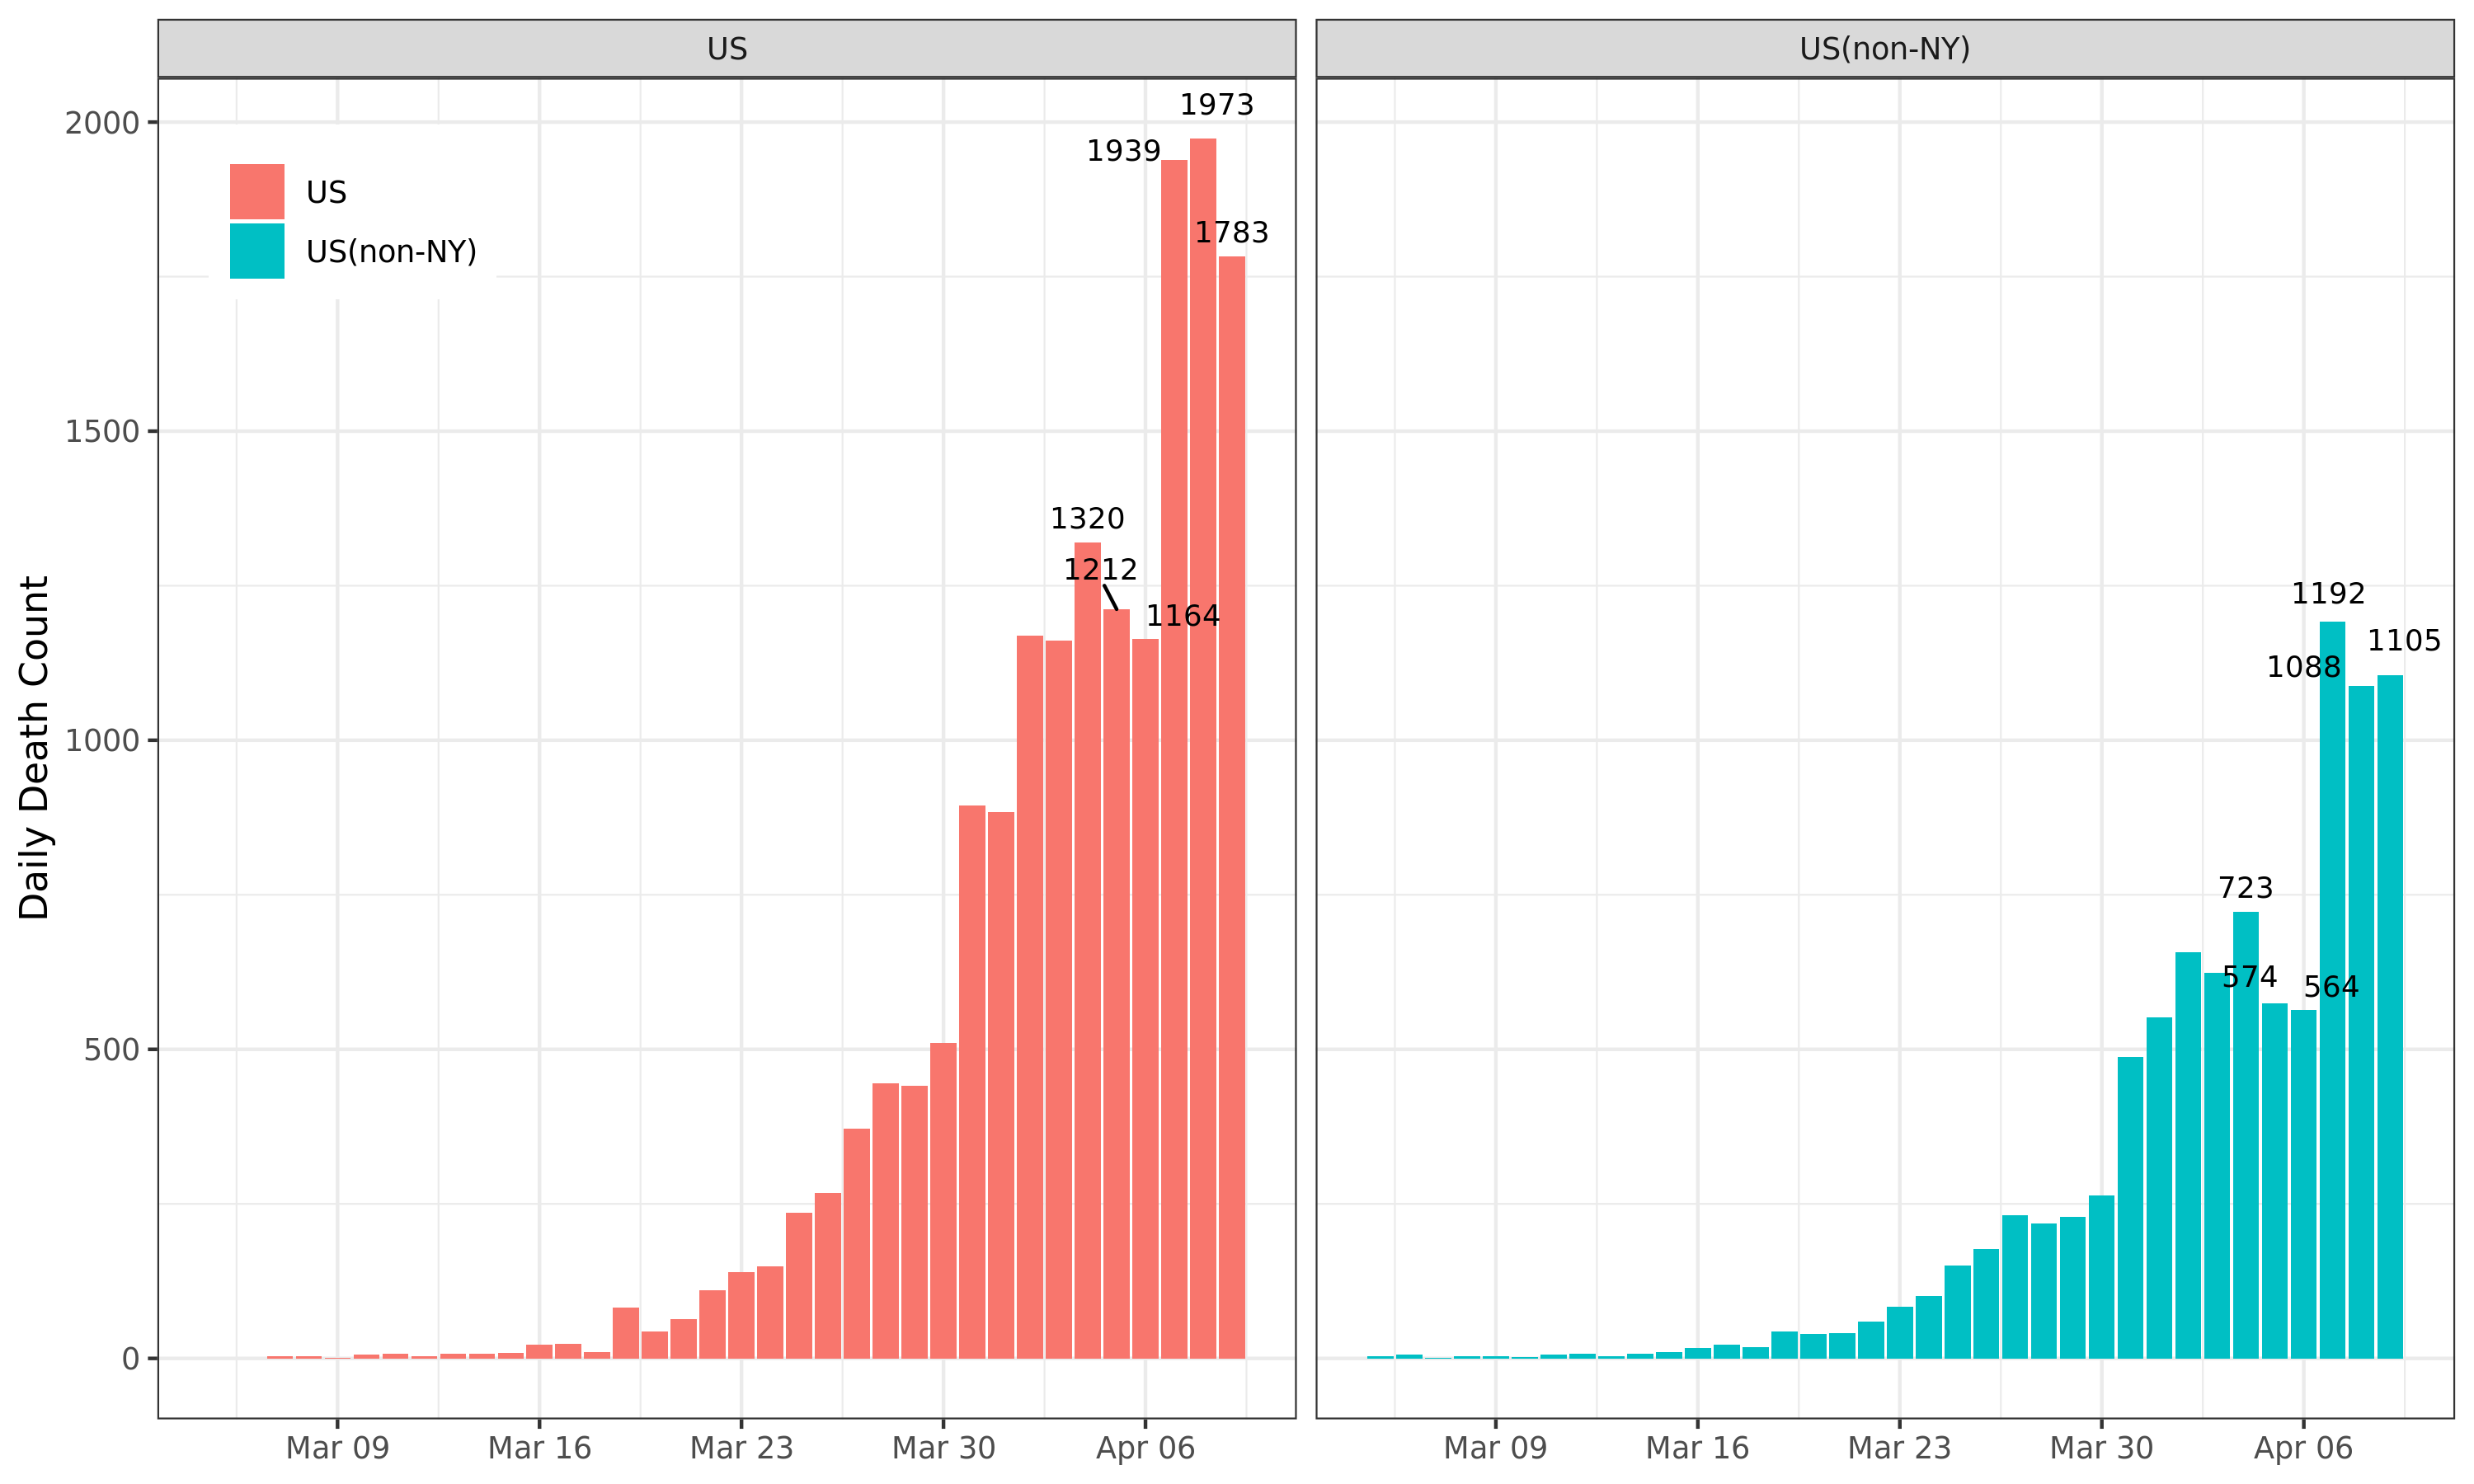 US
US(non-NY)
Daily Death Count
2000
1500
1000
500
0
US
US(non-NY)
1973
1939
1783
1320
1212
1164
1192
1105
1088
723
574
564
Mar 09
Mar 16
Mar 23
Mar 30
Apr 06
Mar 09
Mar 16
Mar 23
Mar 30
Apr 06